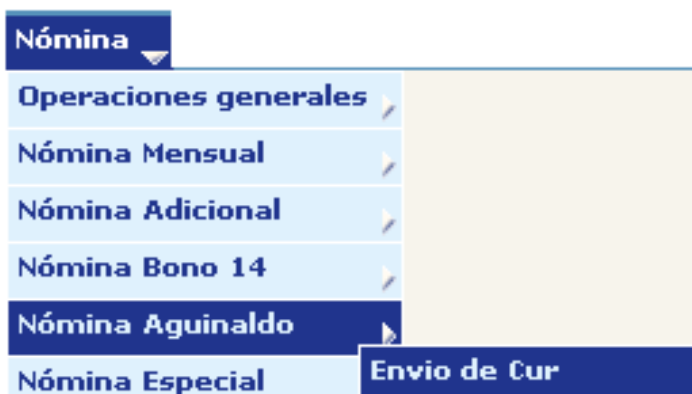 Nómina
Operaciones generales
Nómina Mensual
Nómina Adicional
Nómina Bono 14
Nómina Aguinaldo
Nómina Especial
Envio de Cur